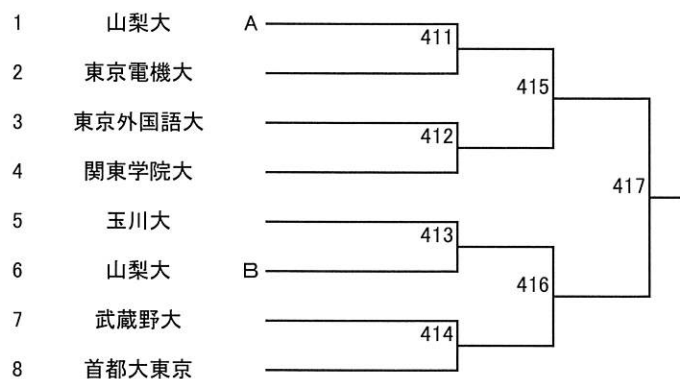 1 山梨大 A
411
2 東京電機大
415
3 東京外国語大
412
4 関東学院大
417
5 玉川大
413
6 山梨大 B
416
7 武蔵野大
414
8 首都大東京